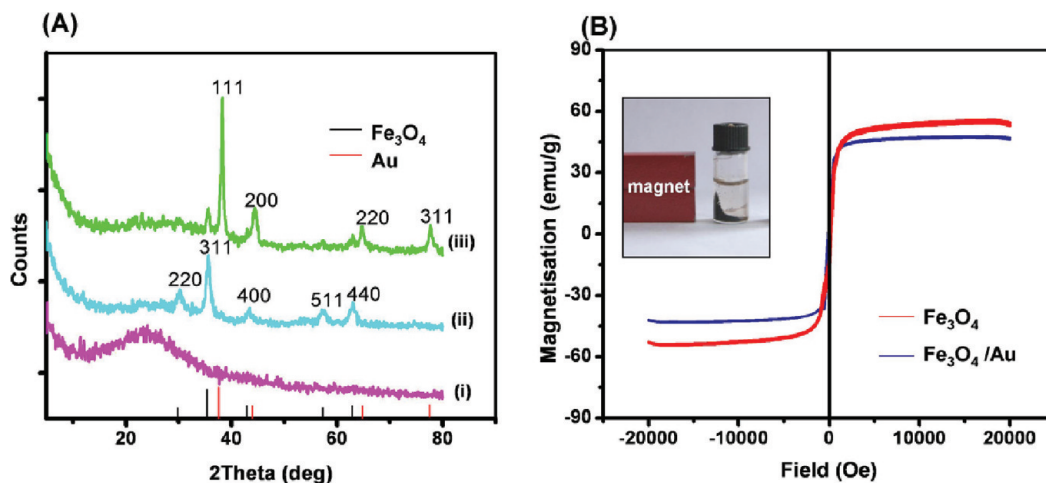 (A)
Counts
111
200
220
311
(iii)
Fe₃O₄
Au
220
311
400
511
440
(ii)
(i)
20
40
60
80
2Theta (deg)
(B)
Magnetisation (emu/g)
90
60
30
0
-30
-60
-90
magnet
Fe₃O₄
Fe₃O₄ /Au
-20000
-10000
0
10000
20000
Field (Oe)